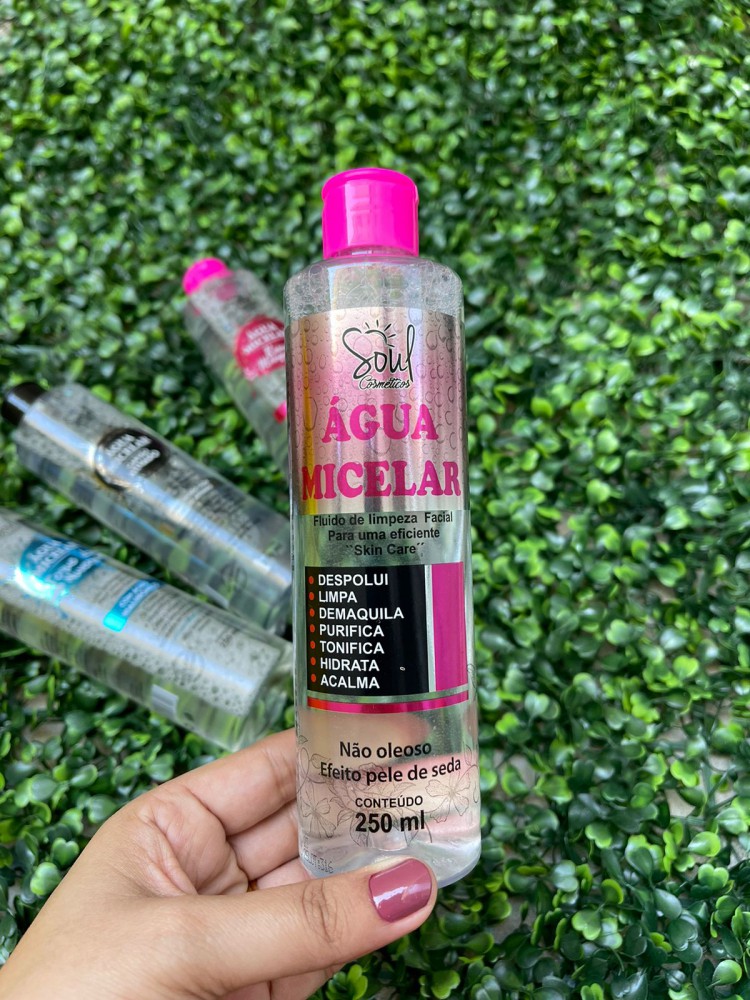 Soul
Cosméticos
ÁGUA
MICELAR
Fluido de limpeza Facial
Para uma eficiente
´´Skin Care´´
DESPOLUI
LIMPA
DEMAQUILA
PURIFICA
TONIFICA
HIDRATA
ACALMA
Não oleoso
Efeito pele de seda
CONTEÚDO
250 ml